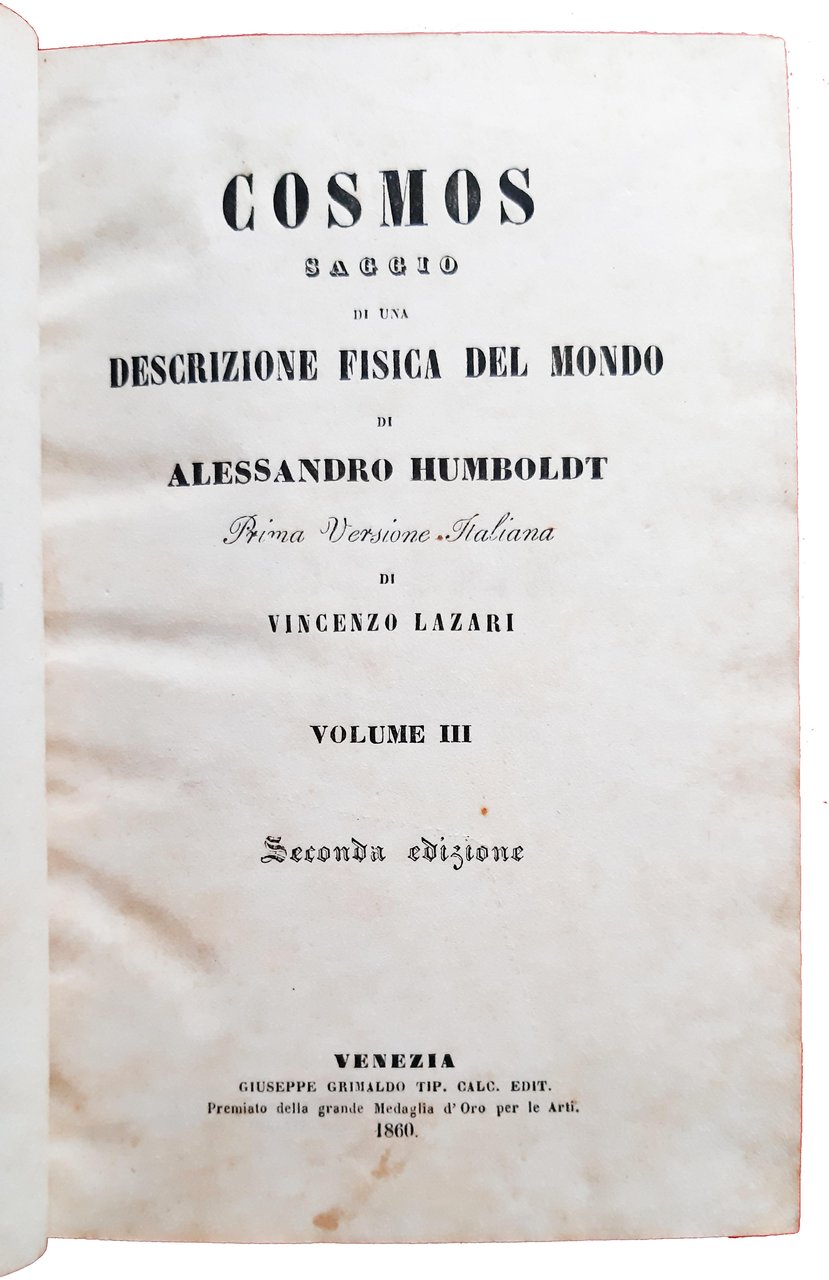 COSMOS
SAGGIO
DI UNA
DESCRIZIONE FISICA DEL MONDO
DI
ALESSANDRO HUMBOLDT
Prima Versione Italiana
DI
VINCENZO LAZARI
VOLUME III
Seconda edizione
VENEZIA
GIUSEPPE GRIMALDO TIP. CALC. EDIT.
Premiato della grande Medaglia d'Oro per le Arti.
1860.